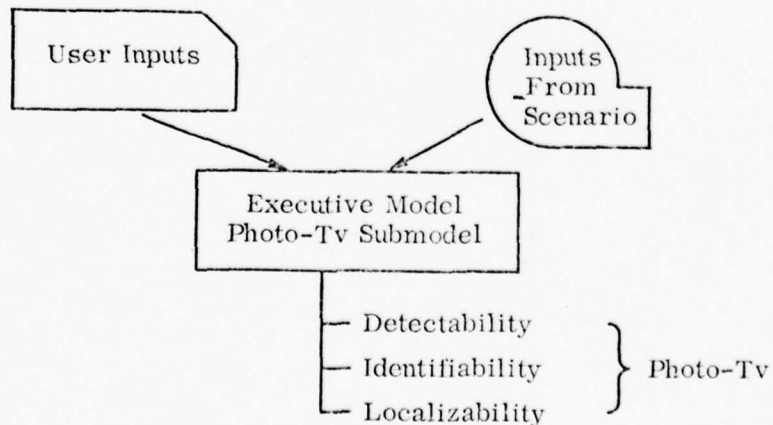 User Inputs
Inputs
From
Scenario
Executive Model
Photo-Tv Submodel
Detectability
Identifiability
Localizability
Photo-Tv